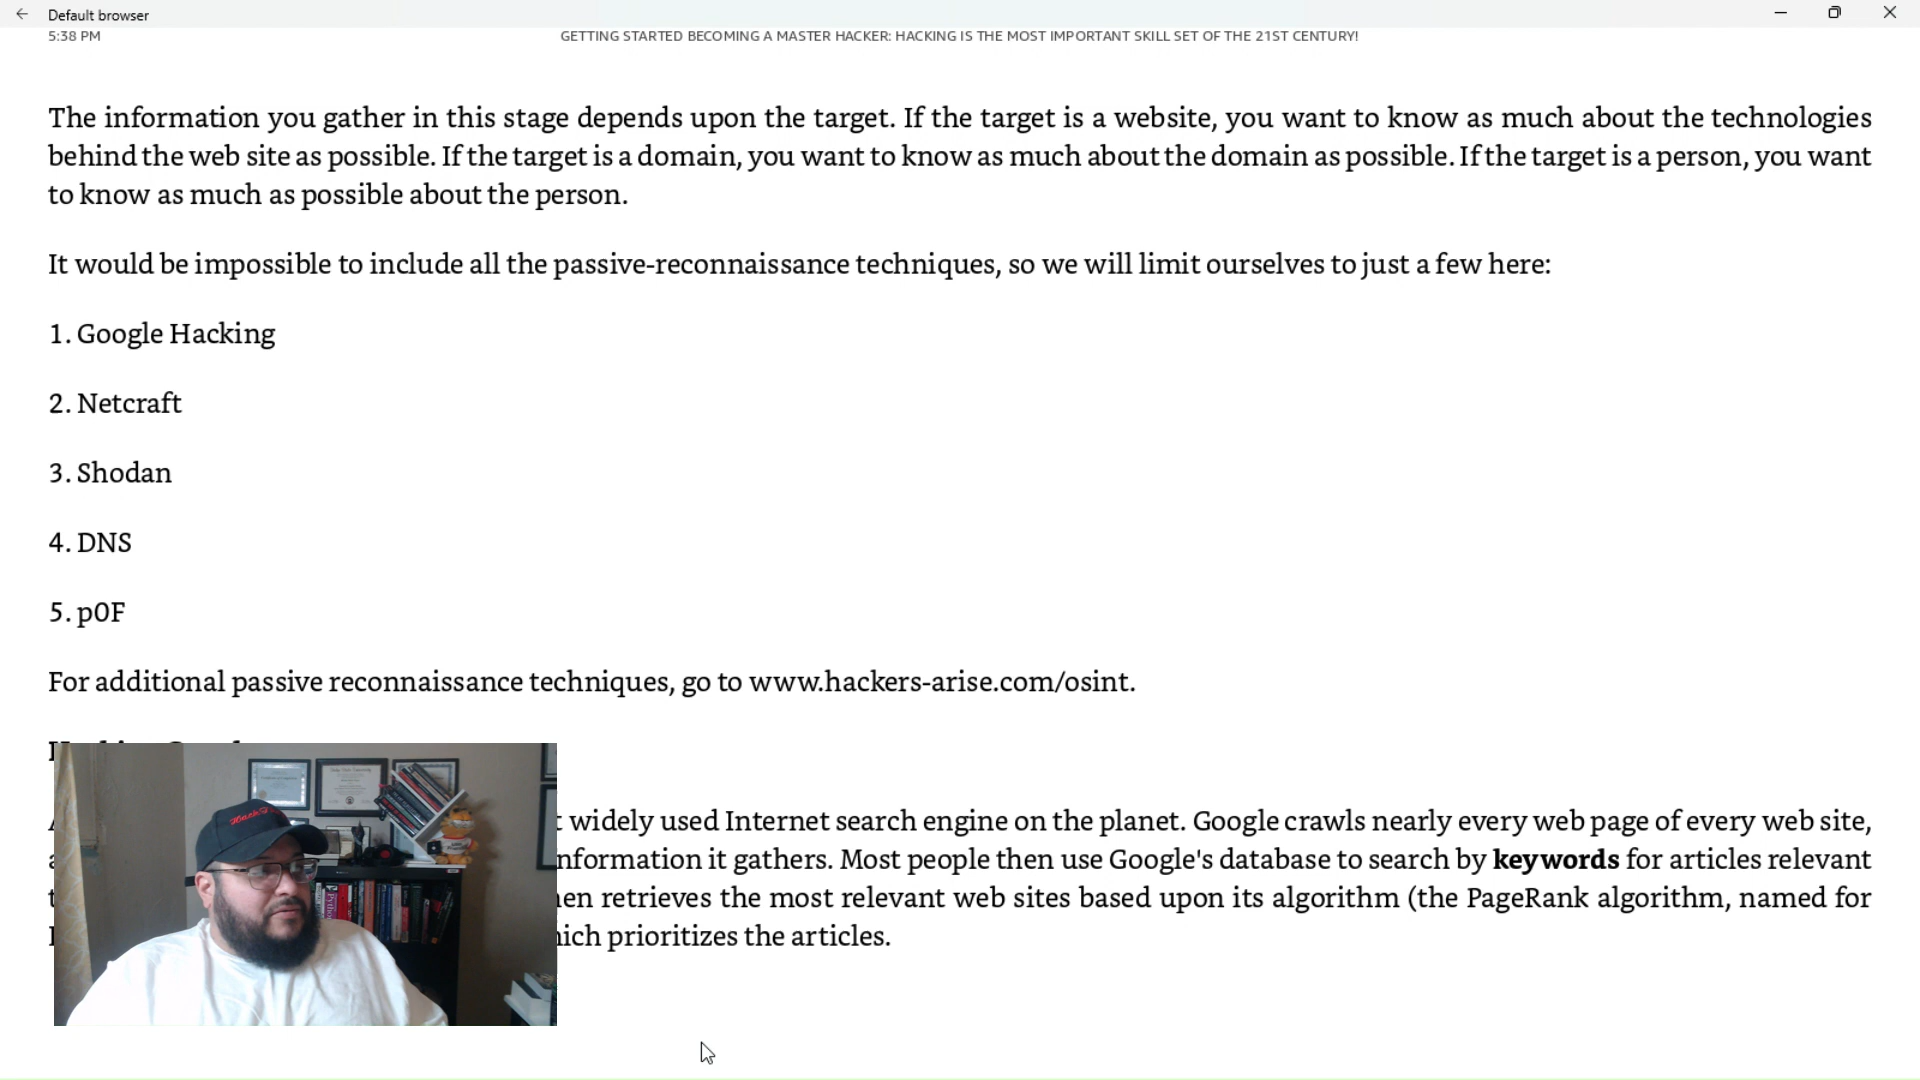 Default browser
5:38 PM
GETTING STARTED BECOMING A MASTER HACKER: HACKING IS THE MOST IMPORTANT SKILL SET OF THE 21ST CENTURY!
The information you gather in this stage depends upon the target. If the target is a website, you want to know as much about the technologies
behind the web site as possible. If the target is a domain, you want to know as much about the domain as possible. If the target is a person, you want
to know as much as possible about the person.
It would be impossible to include all the passive-reconnaissance techniques, so we will limit ourselves to just a few here:
1. Google Hacking
2. Netcraft
3. Shodan
4. DNS
5. p0F
For additional passive reconnaissance techniques, go to www.hackers-arise.com/osint.
widely used Internet search engine on the planet. Google crawls nearly every web page of every web site,
it gathers. Most people then use Google's database to search by keywords for articles relevant
retrieves the most relevant web sites based upon its algorithm (the PageRank algorithm, named for
prioritizes the articles.